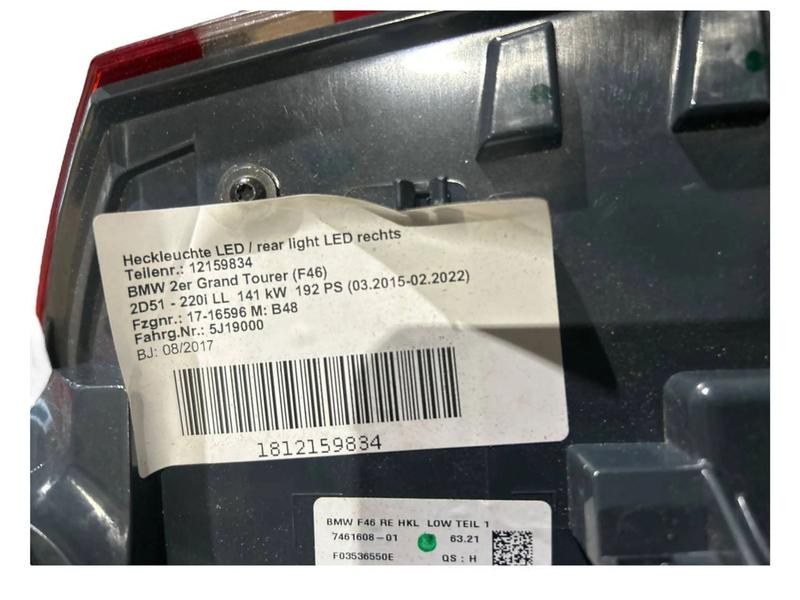 Heckleuchte LED / rear light LED rechts
Teilenr.: 12159834
BMW 2er Grand Tourer (F46)
2D51 - 220i LL 141 kW 192 PS (03.2015-02.2022)
Fzgnr.: 17-16596 M: B48
Fahrg.Nr.: 5J19000
BJ: 08/2017
1812159834
BMW F46 RE HKL LOW TEIL 1
7461608-01 63.21
F03536550E QS : H